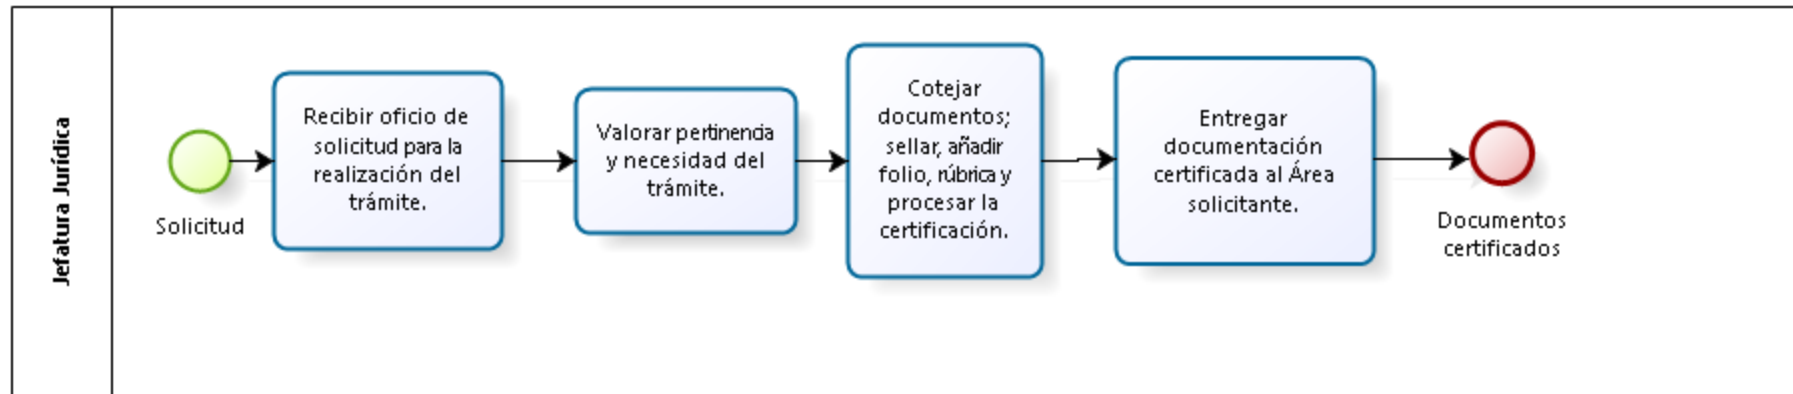 Jefatura Jurídica
Solicitud
Recibir oficio de
solicitud para la
realización del
trámite.
Valorar pertinencia
y necesidad del
trámite.
Cotejar
documentos;
sellar, añadir
folio, rúbrica y
procesar la
certificación.
Entregar
documentación
certificada al Área
solicitante.
Documentos
certificados